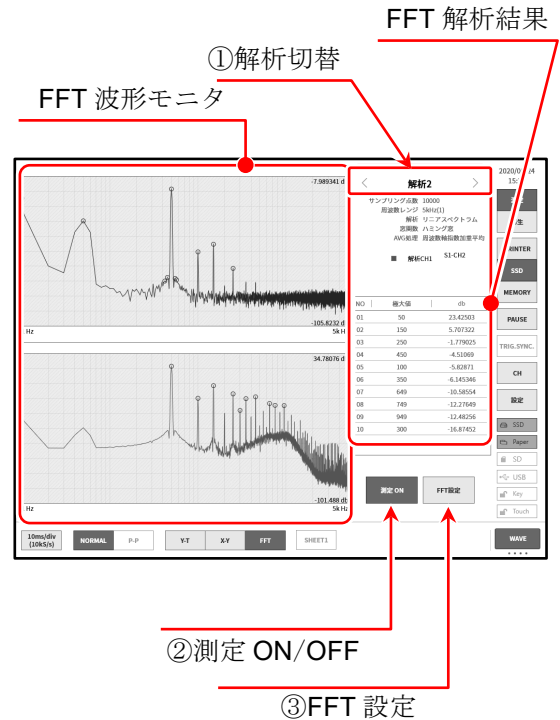 FFT 解析結果
①解析切替
FFT 波形モニタ
-7.989341 d
-105.8232 d
Hz
5k H
34.78076 d
-101.488 db
Hz
5k Hz
解析2
サンプリング点数 10000
周波数レンジ 5kHz(1)
解析 リニアスペクトラム
窓関数 ハミング窓
AVG処理 周波数軸指数加重平均
■ 解析CH1 S1-CH2
NO 極大値 db
01 50 23.42503
02 150 5.707322
03 250 -1.779025
04 450 -4.51069
05 100 -5.82871
06 350 -6.145346
07 649 -10.58554
08 749 -12.27649
09 949 -12.48256
10 300 -16.87452
測定 ON
FFT設定
SSD
MEMORY
PAUSE
TRIG.SYNC.
CH
設定
SSD
Paper
SD
USB
Key
Touch
10ms/div
(10kS/s)
NORMAL
P-P
Y-T
X-Y
FFT
SHEET1
WAVE
②測定 ON/OFF
③FFT 設定